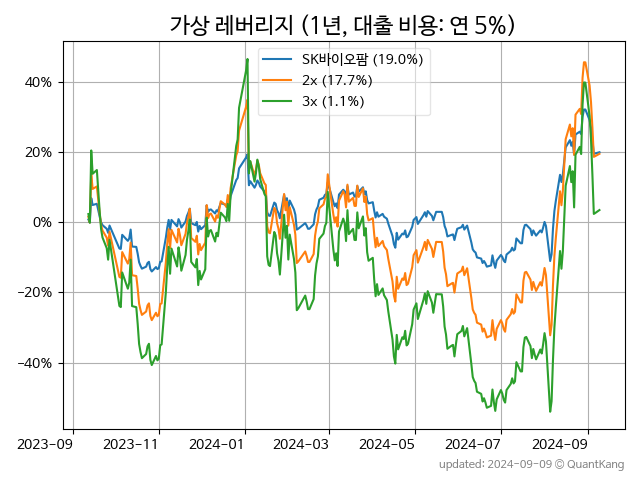 가상 레버리지 (1년, 대출 비용: 연 5%)
SK바이오팜 (19.0%)
2x (17.7%)
3x (1.1%)
40%
20%
0%
−20%
−40%
2023-09 2023-11 2024-01 2024-03 2024-05 2024-07 2024-09
updated: 2024-09-09 © QuantKang